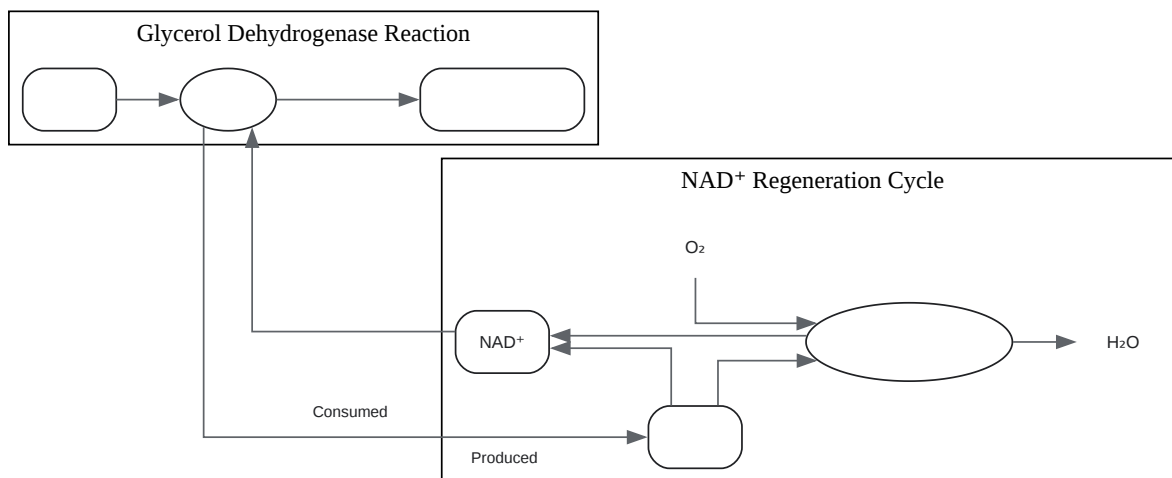 Glycerol Dehydrogenase Reaction
NAD⁺ Regeneration Cycle
O₂
NAD⁺
H₂O
Consumed
Produced